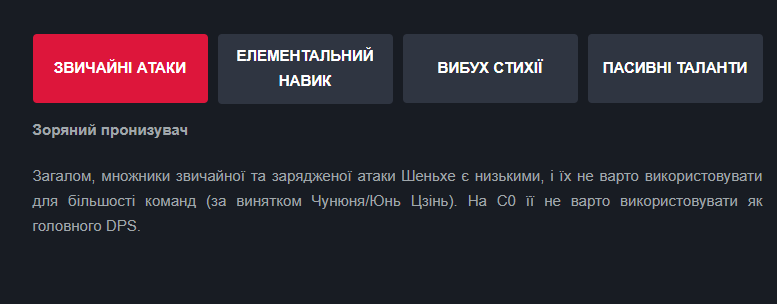 ЗВИЧАЙНІ АТАКИ
ЕЛЕМЕНТАЛЬНИЙ
НАВИК
ВИБУХ СТИХІЇ
ПАСИВНІ ТАЛАНТИ
Зоряний пронизувач
Загалом, множники звичайної та зарядженої атаки Шеньхе є низькими, і їх не варто використовувати
для більшості команд (за винятком Чунюня/Юнь Цзінь). На C0 її не варто використовувати як
головного DPS.